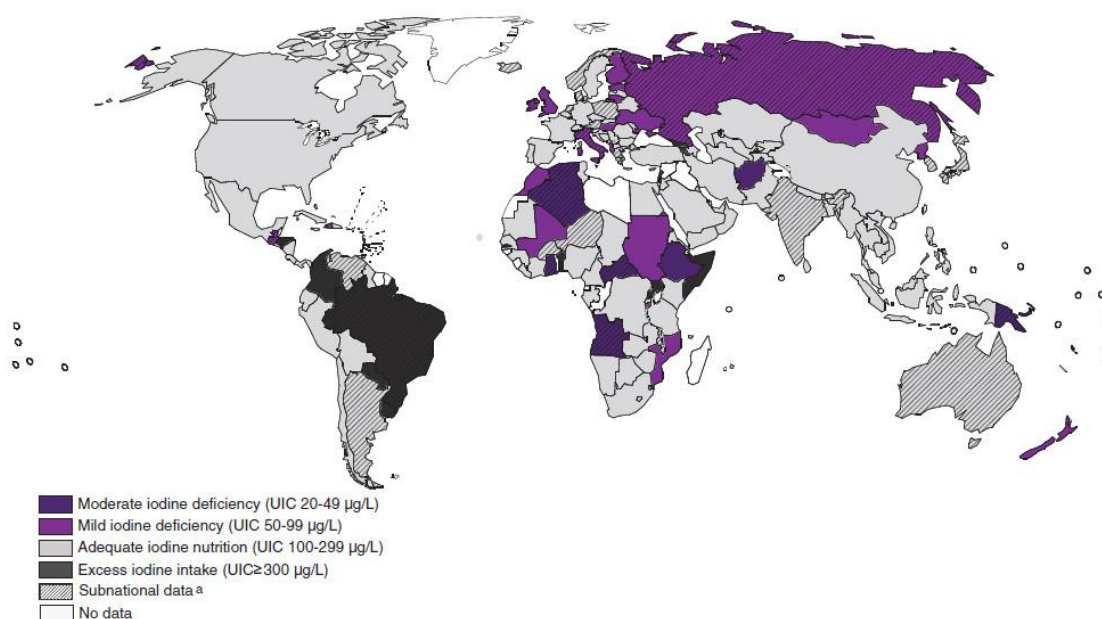 Moderate iodine deficiency (UIC 20-49 µg/L)
Mild iodine deficiency (UIC 50-99 µg/L)
Adequate iodine nutrition (UIC 100-299 µg/L)
Excess iodine intake (UIC≥300 µg/L)
Subnational data a
No data